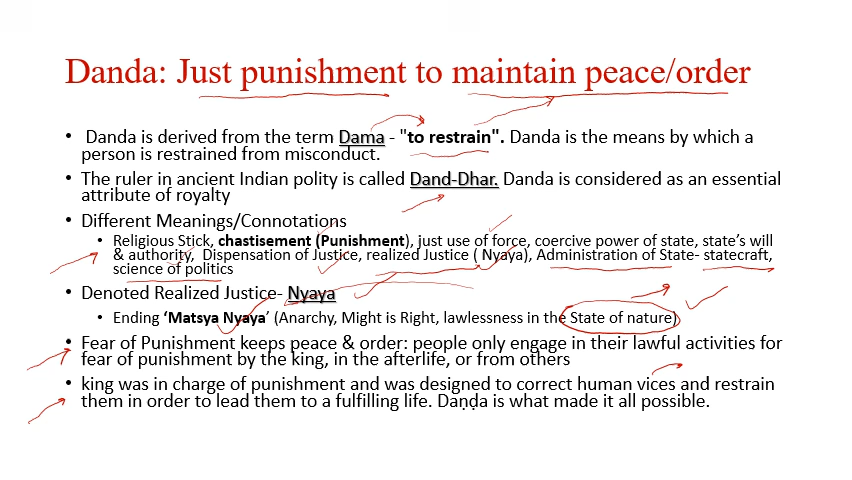 Danda: Just punishment to maintain peace/order
• Danda is derived from the term Dama - "to restrain". Danda is the means by which a
person is restrained from misconduct.
• The ruler in ancient Indian polity is called Dand-Dhar. Danda is considered as an essential
attribute of royalty
• Different Meanings/Connotations
• Religious Stick, chastisement (Punishment), just use of force, coercive power of state, state's will
& authority, Dispensation of Justice, realized Justice ( Nyaya), Administration of State- statecraft,
science of politics
• Denoted Realized Justice- Nyaya
• Ending ‘Matsya Nyaya’ (Anarchy, Might is Right, lawlessness in the State of nature)
• Fear of Punishment keeps peace & order: people only engage in their lawful activities for
fear of punishment by the king, in the afterlife, or from others
• king was in charge of punishment and was designed to correct human vices and restrain
them in order to lead them to a fulfilling life. Daṇḍa is what made it all possible.